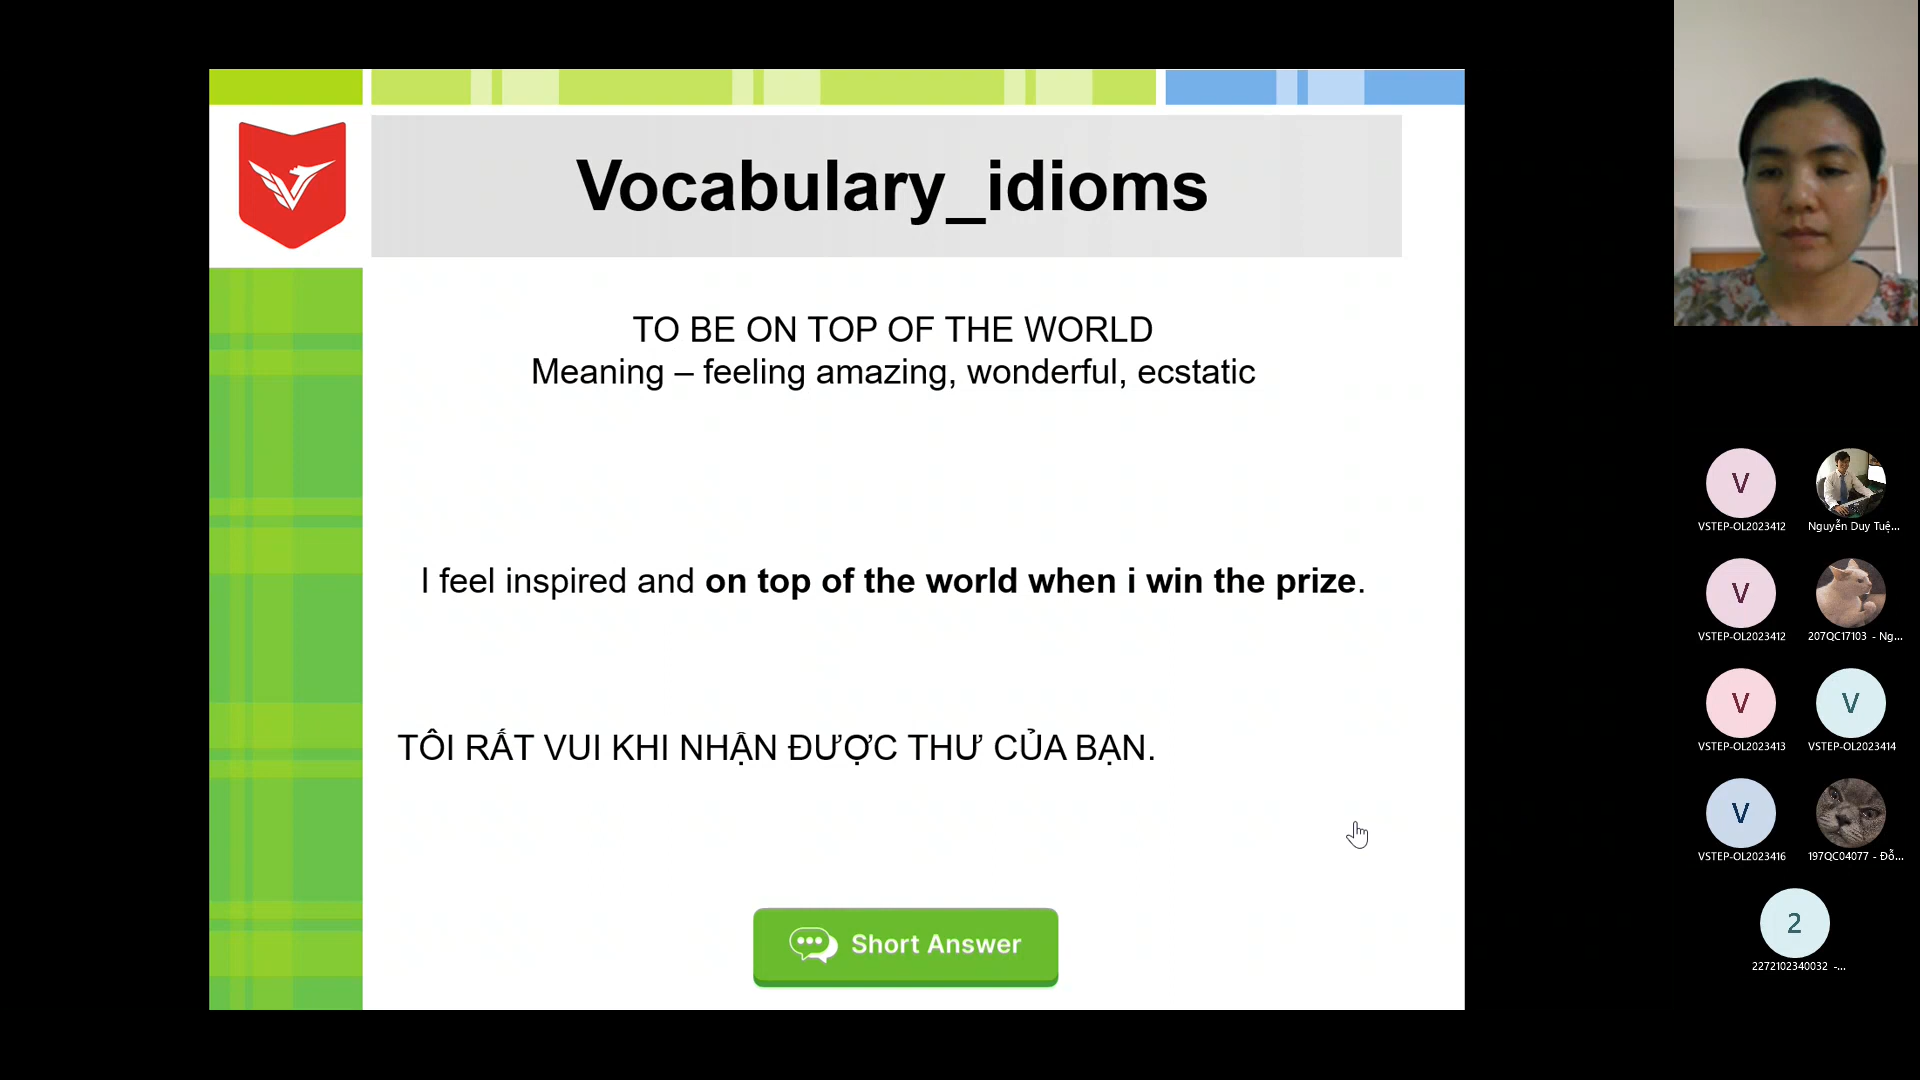 Vocabulary_idioms
TO BE ON TOP OF THE WORLD
Meaning – feeling amazing, wonderful, ecstatic
I feel inspired and on top of the world when i win the prize.
TÔI RẤT VUI KHI NHẬN ĐƯỢC THƯ CỦA BẠN.
Short Answer
V
VSTEP-OL2023412
Nguyễn Duy Tuệ...
V
VSTEP-OL2023412
207QC17103 - Ng...
V
VSTEP-OL2023413
V
VSTEP-OL2023414
V
VSTEP-OL2023416
197QC04077 - Đỗ...
2
2272102340032 -...